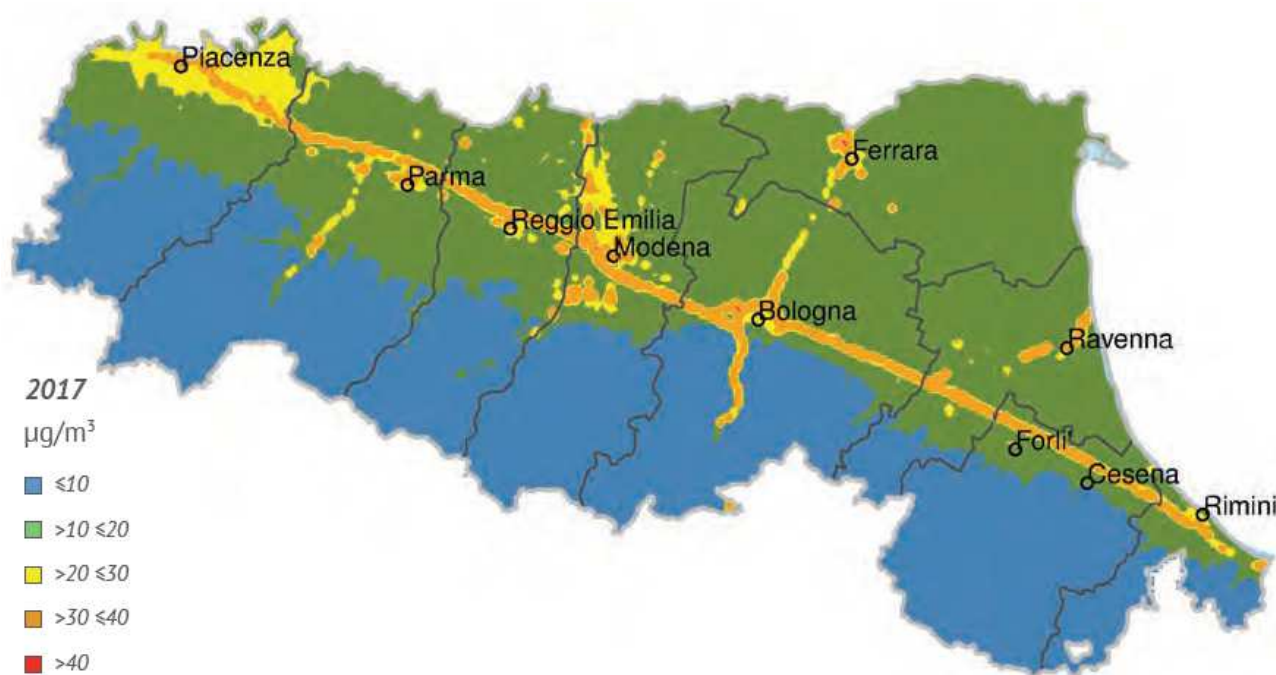 Piacenza
Ferrara
Parma
Reggio Emilia
Modena
Bologna
Ravenna
Forli'
Cesena
Rimini
2017
µg/m³
≤10
>10 ≤20
>20 ≤30
>30 ≤40
>40